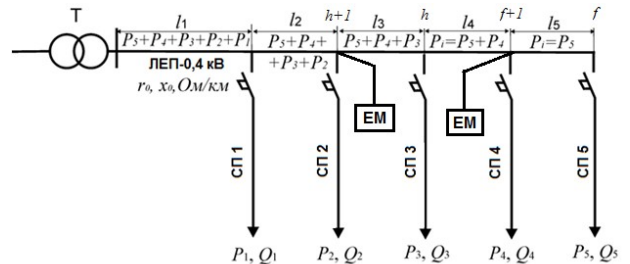 T
l1 l2 h+1 l3 h l4 f+1 l5 f
P5+P4+P3+P2+P1 P5+P4+ P5+P4+P3 Pi=P5+P4 Pi=P5
ЛЕП-0,4 кВ +P3+P2
r0, x0,Ом/км
ЕМ ЕМ
СП 1 СП 2 СП 3 СП 4 СП 5
P1, Q1 P2, Q2 P3, Q3 P4, Q4 P5, Q5